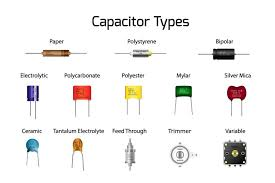 Capacitor Types
Paper Polystyrene Bipolar
Electrolytic Polycarbonate Polyester Mylar Silver Mica
Ceramic Tantalum Electrolyte Feed Through Trimmer Variable